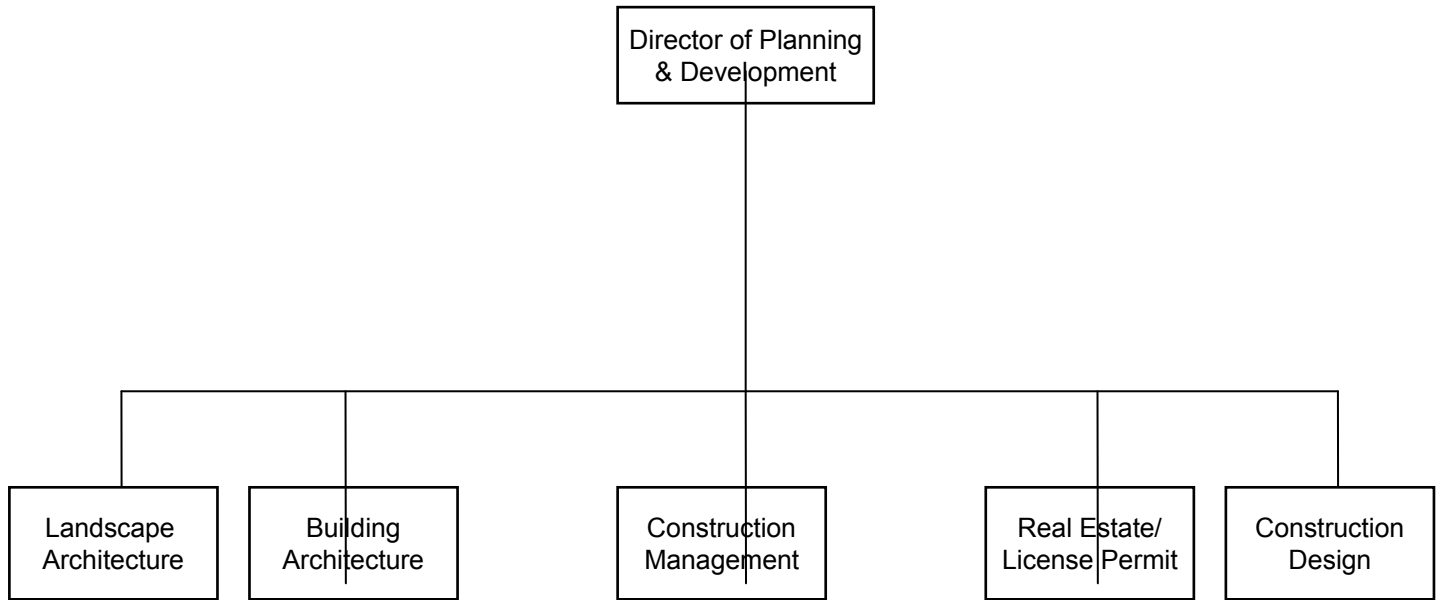 Director of Planning
& Development
Landscape
Architecture
Building
Architecture
Construction
Management
Real Estate/
License Permit
Construction
Design